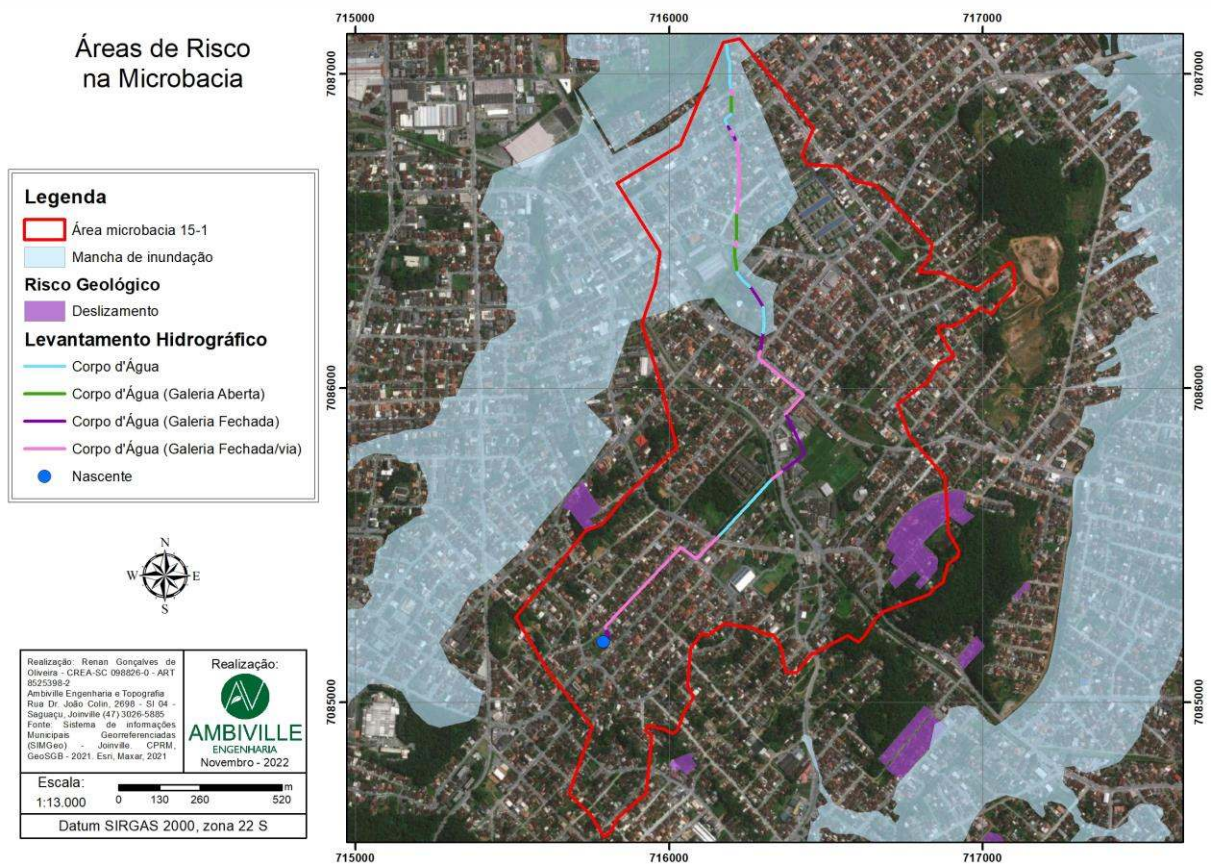 Áreas de Risco
na Microbacia
Legenda
Área microbacia 15-1
Mancha de inundação
Risco Geológico
Deslizamento
Levantamento Hidrográfico
Corpo d'Água
Corpo d'Água (Galeria Aberta)
Corpo d'Água (Galeria Fechada)
Corpo d'Água (Galeria Fechada/via)
Nascente
N
W E
S
Realização: Renan Gonçalves de
Oliveira - CREA-SC 098826-0 - ART
8525398-2
Ambiville Engenharia e Topografia
Rua Dr. João Colin, 2698 - Sl 04 -
Saguaçu, Joinville (47) 3026-5885
Fonte: Sistema de informações
Municipais Georreferenciadas
(SIMGeo) - Joinville. CPRM,
GeoSGB - 2021. Esri, Maxar, 2021
Realização:
AV
AMBIVILLE
ENGENHARIA
Novembro - 2022
Escala:
1:13.000
0 130 260 520 m
Datum SIRGAS 2000, zona 22 S
715000 716000 717000
7087000 7087000
7086000 7086000
7085000 7085000
715000 716000 717000